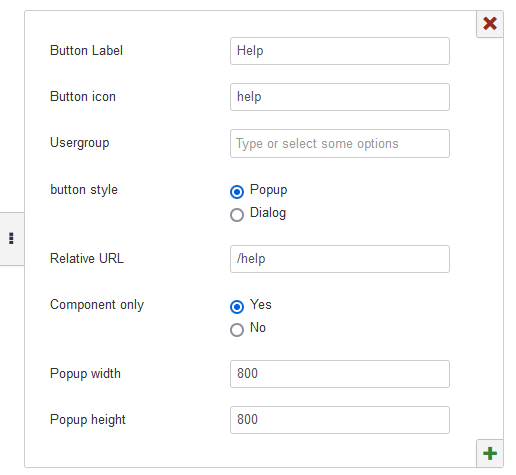 Button Label Help
Button icon help
Usergroup Type or select some options
button style Popup
Dialog
Relative URL /help
Component only Yes
No
Popup width 800
Popup height 800